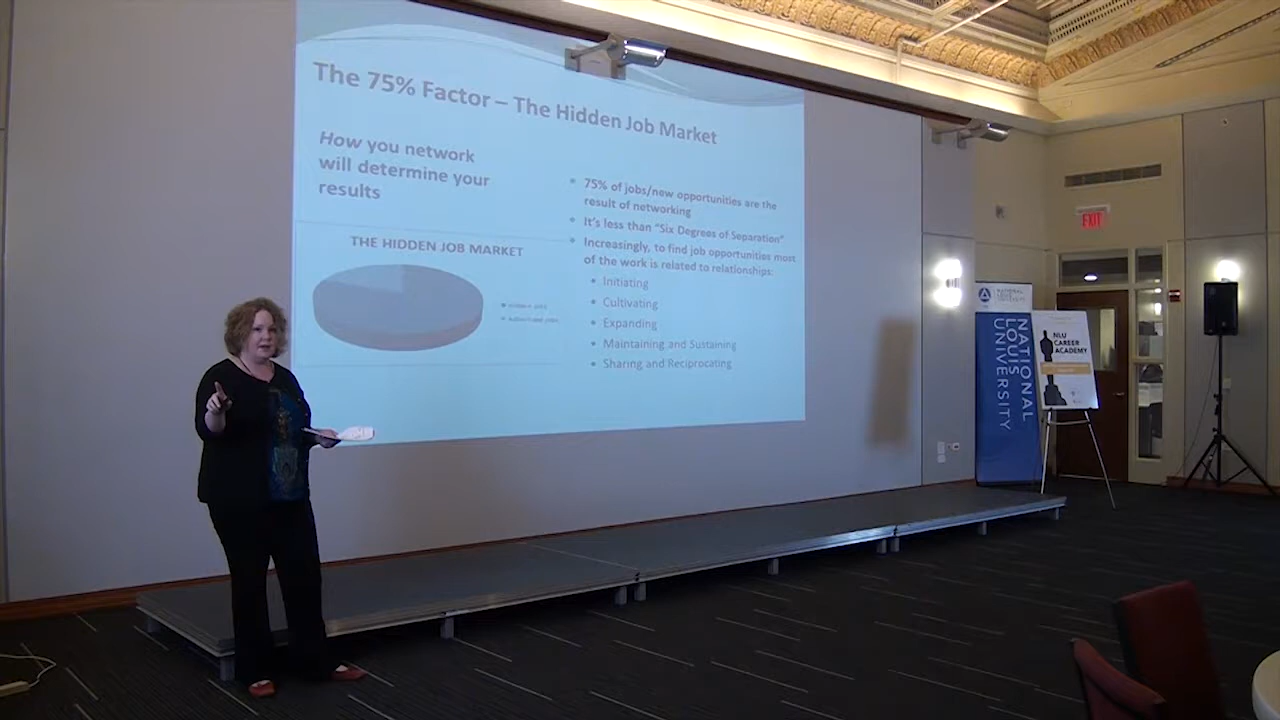 The 75% Factor – The Hidden Job Market
How you network
will determine your
results
THE HIDDEN JOB MARKET
• 75% of jobs/new opportunities are the
result of networking
• It's less than "Six Degrees of Separation"
• Increasingly, to find job opportunities most
of the work is related to relationships:
• Initiating
• Cultivating
• Expanding
• Maintaining and Sustaining
• Sharing and Reciprocating
EXIT
NATIONAL
LOUIS
UNIVERSITY
NATIONAL
LOUIS
UNIVERSITY
NLU
CAREER
ACADEMY